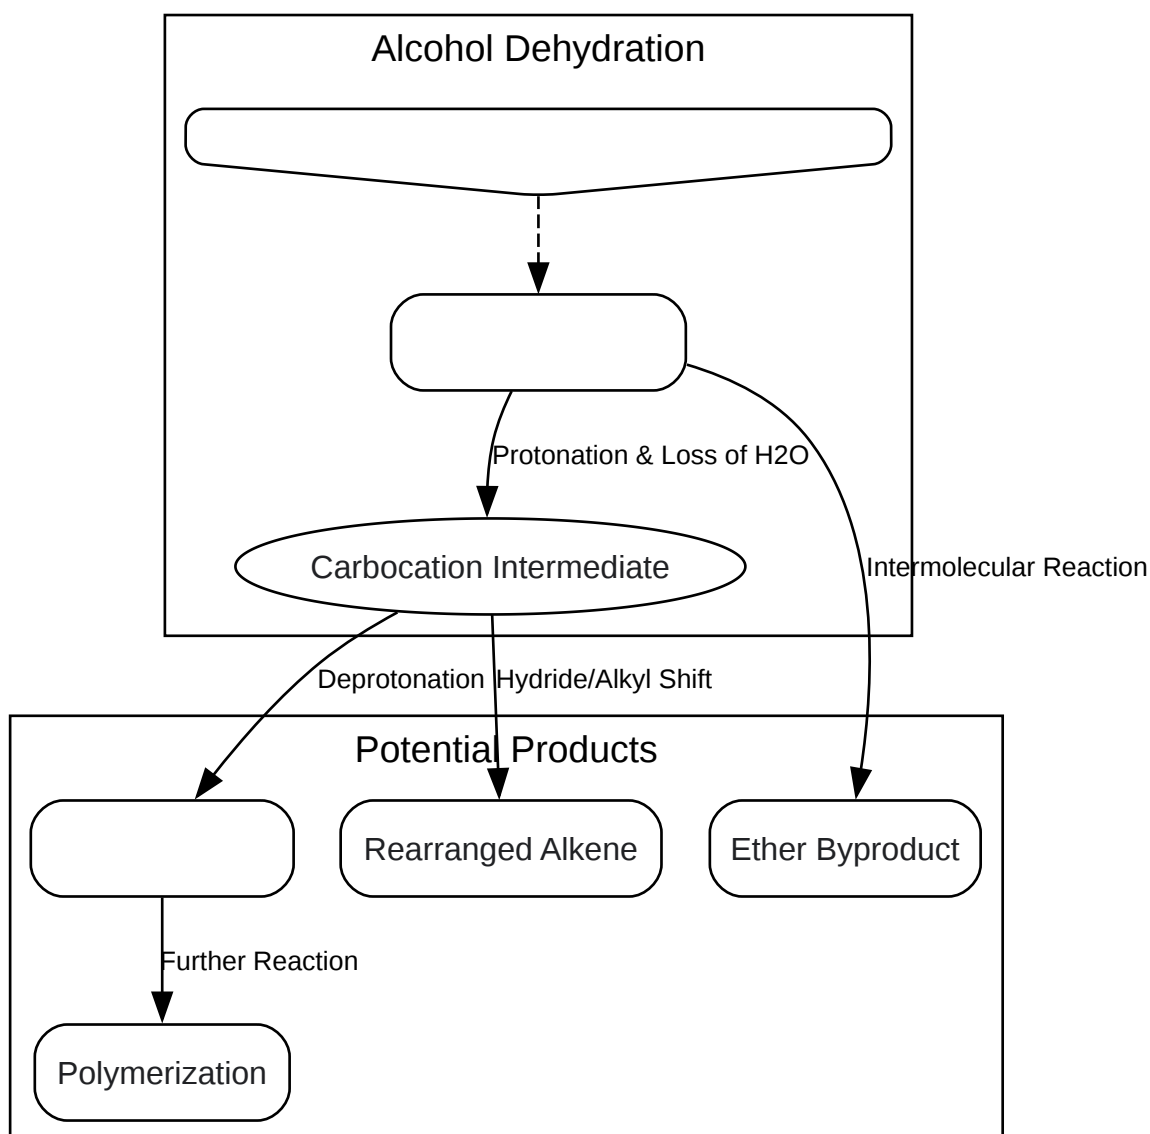 Alcohol Dehydration
Protonation & Loss of H2O
Carbocation Intermediate
Intermolecular Reaction
Deprotonation
Hydride/Alkyl Shift
Potential Products
Rearranged Alkene
Ether Byproduct
Further Reaction
Polymerization